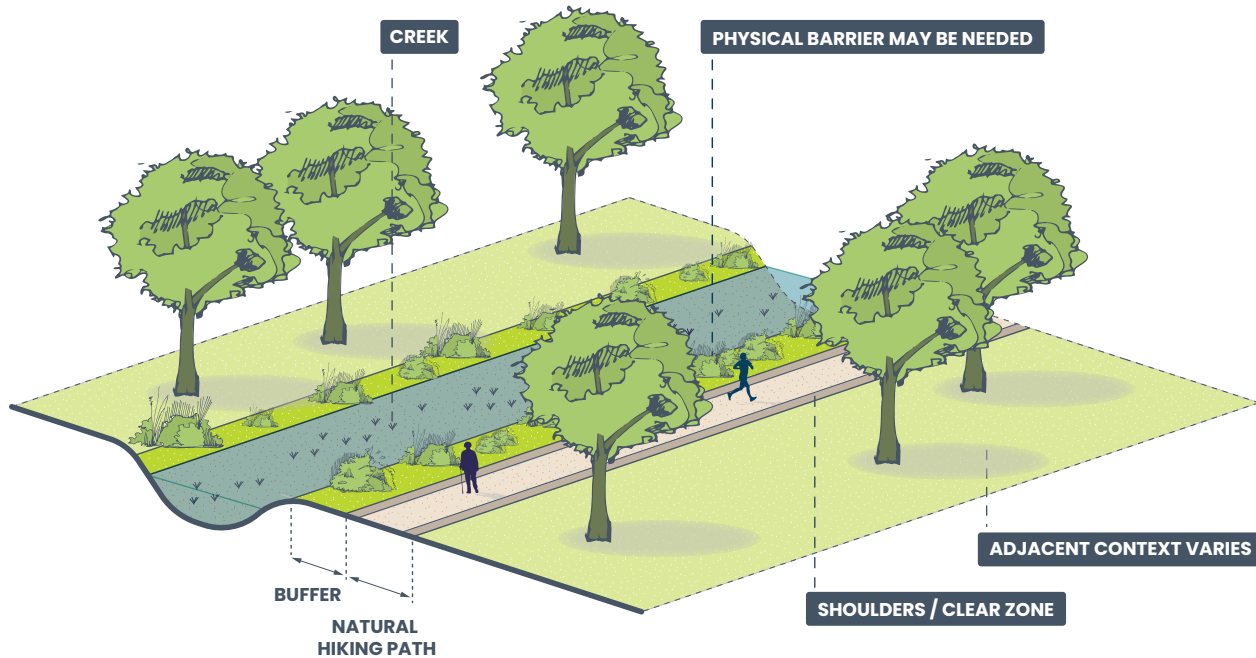 CREEK
PHYSICAL BARRIER MAY BE NEEDED
ADJACENT CONTEXT VARIES
BUFFER
SHOULDERS / CLEAR ZONE
NATURAL
HIKING PATH